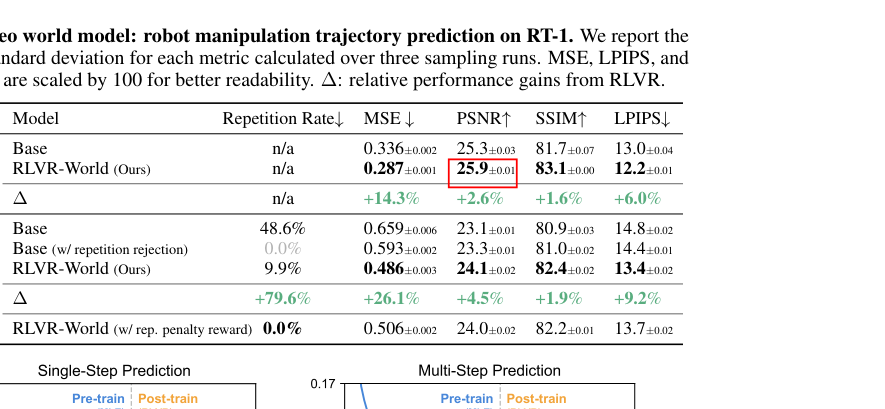 eo world model: robot manipulation trajectory prediction on RT-1. We report the
ndard deviation for each metric calculated over three sampling runs. MSE, LPIPS, and
are scaled by 100 for better readability. Δ: relative performance gains from RLVR.
Model Repetition Rate↓ MSE ↓ PSNR↑ SSIM↑ LPIPS↓
Base n/a 0.336±0.002 25.3±0.03 81.7±0.07 13.0±0.04
RLVR-World (Ours) n/a 0.287±0.001 25.9±0.01 83.1±0.00 12.2±0.01
Δ n/a +14.3% +2.6% +1.6% +6.0%
Base 48.6% 0.659±0.006 23.1±0.01 80.9±0.03 14.8±0.02
Base (w/ repetition rejection) 0.0% 0.593±0.002 23.3±0.01 81.0±0.02 14.4±0.01
RLVR-World (Ours) 9.9% 0.486±0.003 24.1±0.02 82.4±0.02 13.4±0.02
Δ +79.6% +26.1% +4.5% +1.9% +9.2%
RLVR-World (w/ rep. penalty reward) 0.0% 0.506±0.002 24.0±0.02 82.2±0.01 13.7±0.02
Single-Step Prediction Multi-Step Prediction
0.17
Pre-train Post-train Pre-train Post-train